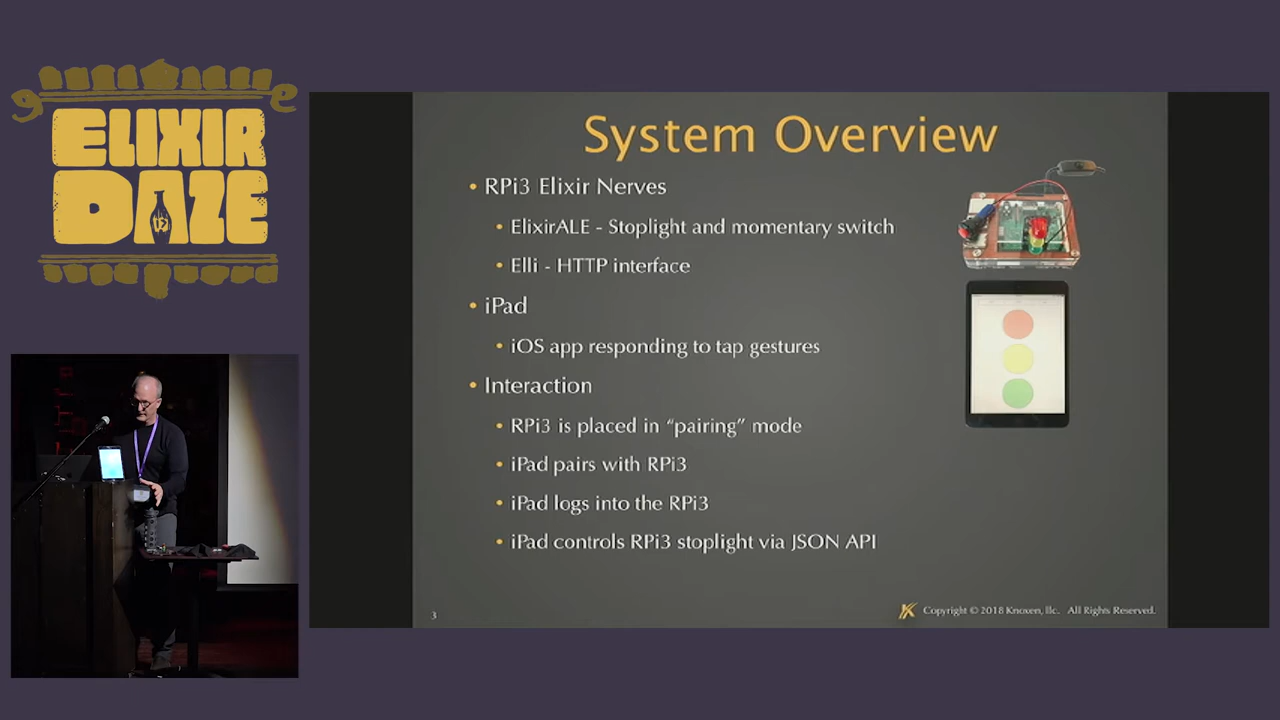 ELIXIR
DAZE
System Overview
• RPi3 Elixir Nerves
• ElixirALE - Stoplight and momentary switch
• Elli - HTTP interface
• iPad
• iOS app responding to tap gestures
• Interaction
• RPi3 is placed in “pairing” mode
• iPad pairs with RPi3
• iPad logs into the RPi3
• iPad controls RPi3 stoplight via JSON API
3
Copyright © 2018 Knoxen, llc. All Rights Reserved.